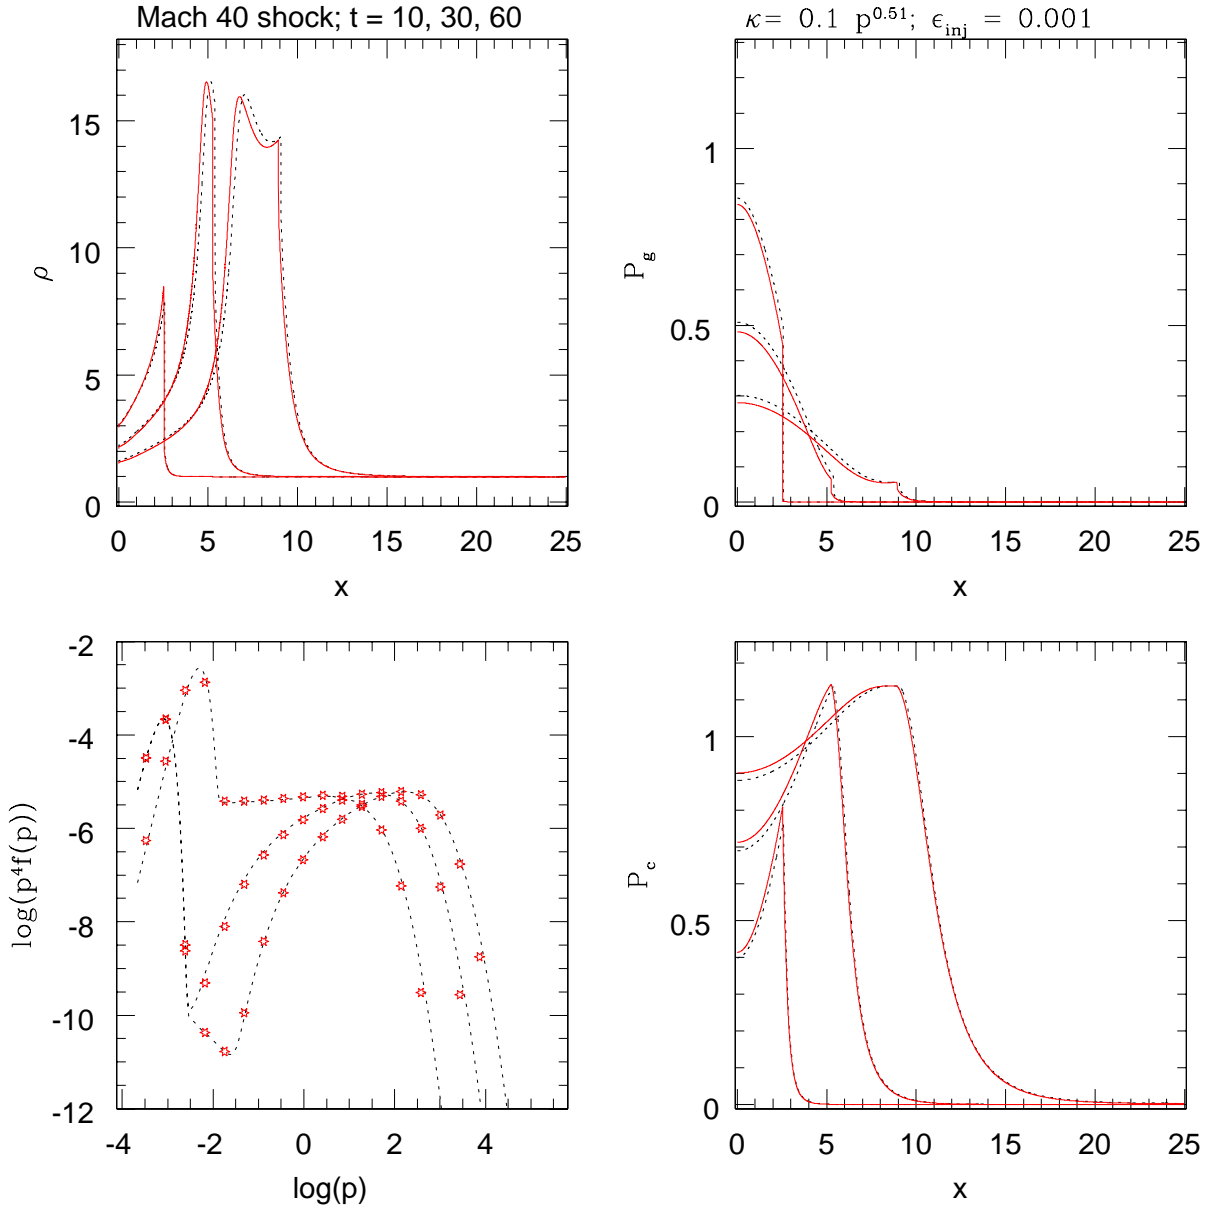 Mach 40 shock; t = 10, 30, 60
κ= 0.1 p^0.51; ϵ_inj = 0.001
15
10
5
0
ρ
0 5 10 15 20 25
x
1
0.5
0
P_g
0 5 10 15 20 25
x
-2
-4
-6
-8
-10
-12
log(p⁴f(p))
-4 -2 0 2 4
log(p)
1
0.5
0
P_c
0 5 10 15 20 25
x